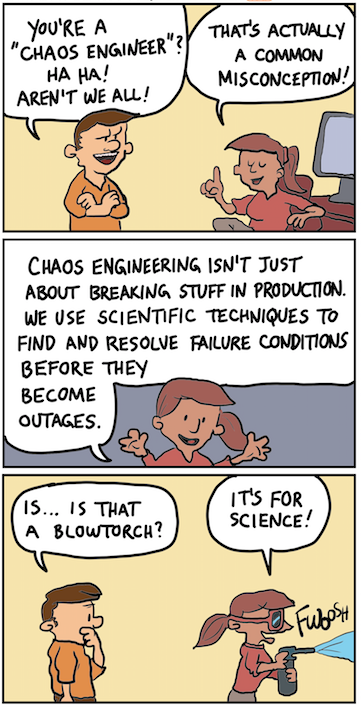 YOU'RE A
"CHAOS ENGINEER"?
HA HA!
AREN'T WE ALL!
THAT'S ACTUALLY
A COMMON
MISCONCEPTION!
CHAOS ENGINEERING ISN'T JUST
ABOUT BREAKING STUFF IN PRODUCTION.
WE USE SCIENTIFIC TECHNIQUES TO
FIND AND RESOLVE FAILURE CONDITIONS
BEFORE THEY
BECOME
OUTAGES.
IS... IS THAT
A BLOWTORCH?
IT'S FOR
SCIENCE!
FWOOSH